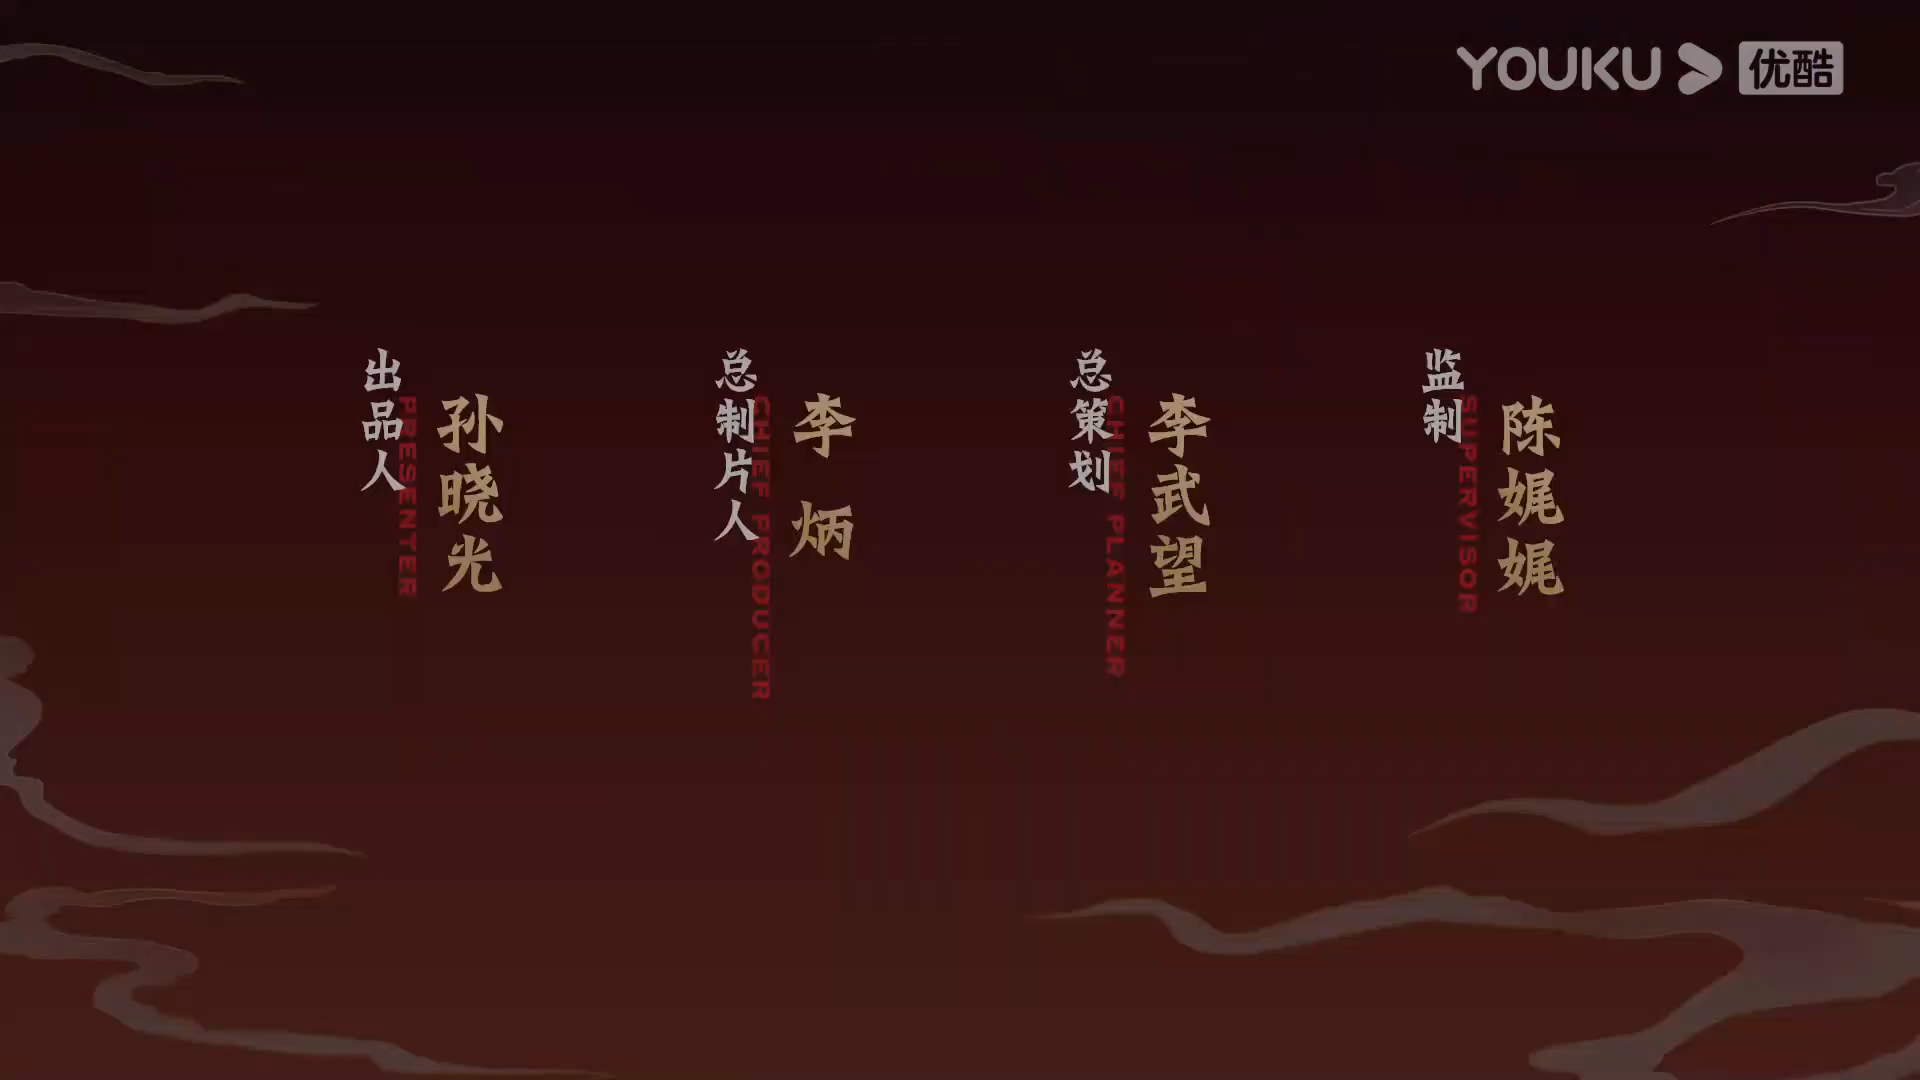 YOUKU 优酷
出品人
PRESENTER
孙晓光
总制片人
CHIEF PRODUCER
李炳
总策划
CHIEF PLANNER
李武望
监制
SUPERVISOR
陈娓娓